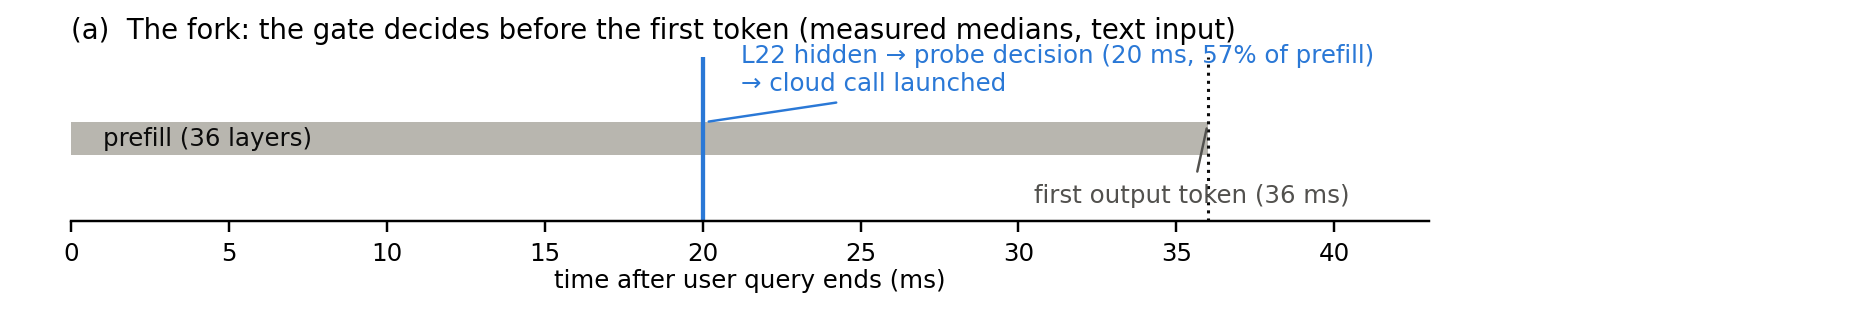 (a)  The fork: the gate decides before the first token (measured medians, text input)
L22 hidden → probe decision (20 ms, 57% of prefill)
→ cloud call launched
prefill (36 layers)
first output token (36 ms)
0 5 10 15 20 25 30 35 40
time after user query ends (ms)